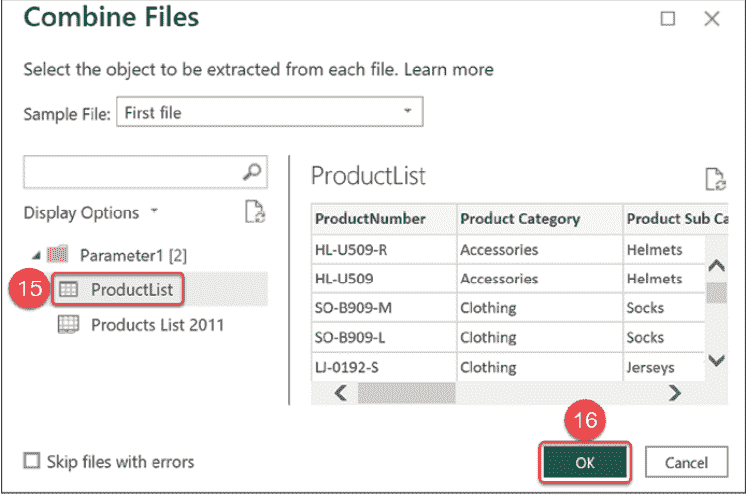 Combine Files
Select the object to be extracted from each file. Learn more
Sample File: First file
Display Options
Parameter1 [2]
15
ProductList
Products List 2011
ProductList
ProductNumber Product Category Product Sub Ca
HL-U509-R Accessories Helmets
HL-U509 Accessories Helmets
SO-B909-M Clothing Socks
SO-B909-L Clothing Socks
LJ-0192-S Clothing Jerseys
Skip files with errors
16
OK
Cancel